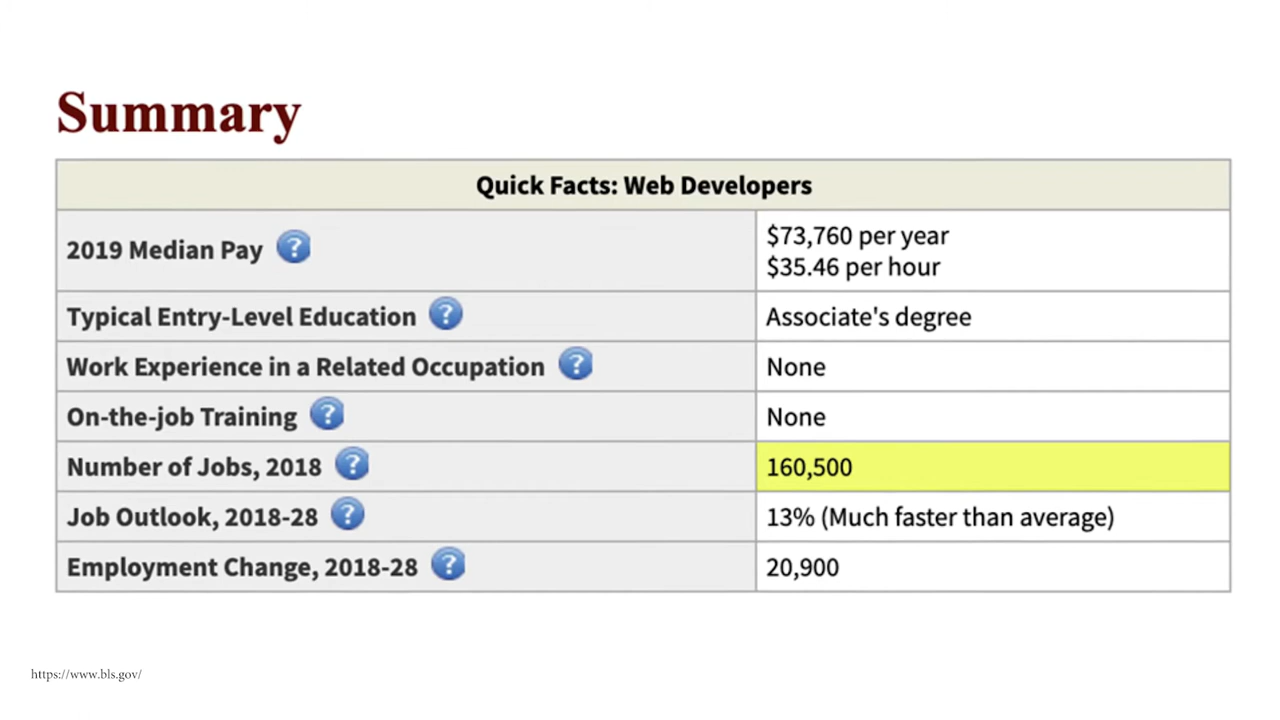 Summary
Quick Facts: Web Developers
2019 Median Pay ?
$73,760 per year
$35.46 per hour
Typical Entry-Level Education ?
Associate's degree
Work Experience in a Related Occupation ?
None
On-the-job Training ?
None
Number of Jobs, 2018 ?
160,500
Job Outlook, 2018-28 ?
13% (Much faster than average)
Employment Change, 2018-28 ?
20,900
https://www.bls.gov/